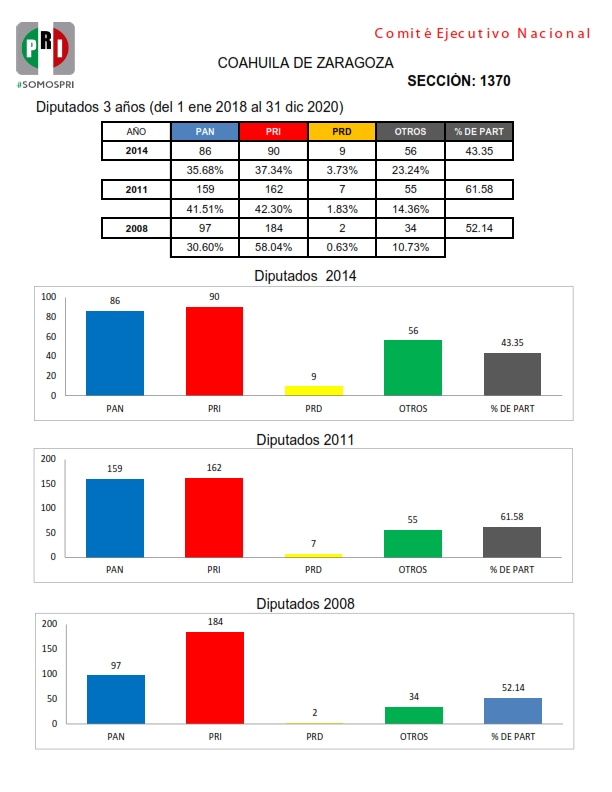 PRI
#SOMOSPRI
Comité Ejecutivo Nacional
COAHUILA DE ZARAGOZA
SECCIÓN: 1370
Diputados 3 años (del 1 ene 2018 al 31 dic 2020)
AÑO PAN PRI PRD OTROS % DE PART
2014 86 90 9 56 43.35
35.68% 37.34% 3.73% 23.24%
2011 159 162 7 55 61.58
41.51% 42.30% 1.83% 14.36%
2008 97 184 2 34 52.14
30.60% 58.04% 0.63% 10.73%
Diputados 2014
100
80
60
40
20
0
86 90 9 56 43.35
PAN PRI PRD OTROS % DE PART
Diputados 2011
200
150
100
50
0
159 162 7 55 61.58
PAN PRI PRD OTROS % DE PART
Diputados 2008
200
150
100
50
0
97 184 2 34 52.14
PAN PRI PRD OTROS % DE PART